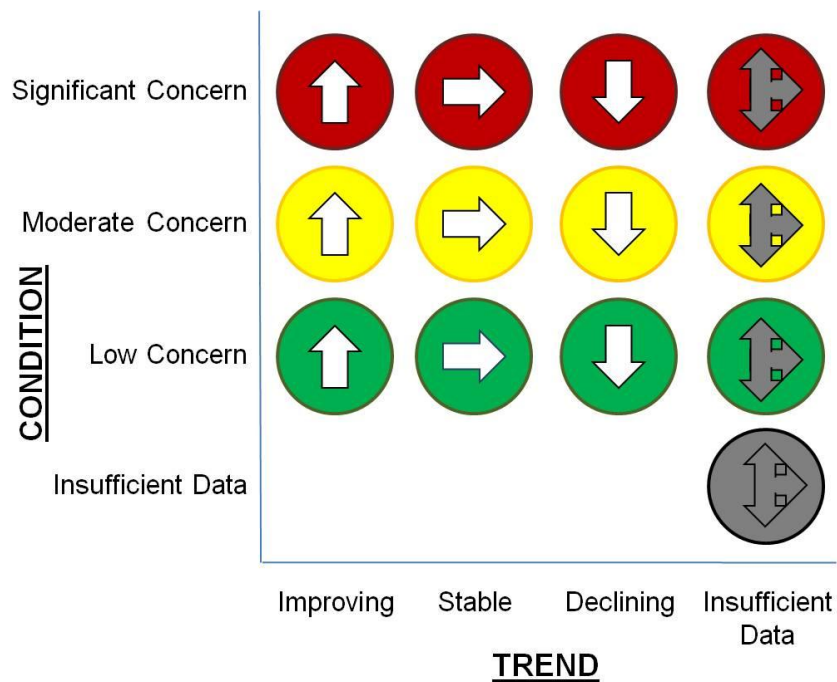 Significant Concern
Moderate Concern
CONDITION
Low Concern
Insufficient Data
Improving
Stable
Declining
Insufficient
Data
TREND